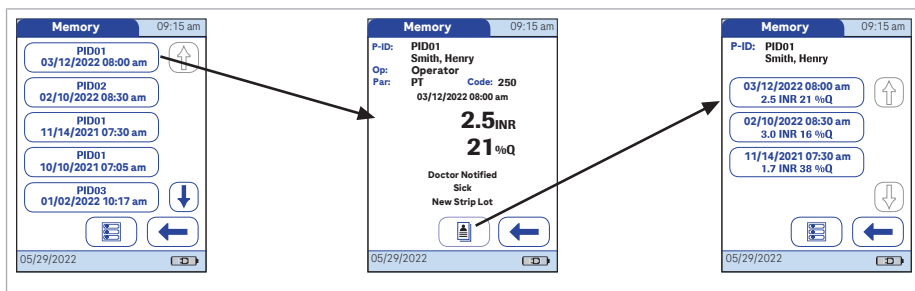 Memory 09:15 am
PID01
03/12/2022 08:00 am
PID02
02/10/2022 08:30 am
PID01
11/14/2021 07:30 am
PID01
10/10/2021 07:05 am
PID03
01/02/2022 10:17 am
05/29/2022
Memory 09:15 am
P-ID: PID01
Smith, Henry
Op: Operator
Par: PT Code: 250
03/12/2022 08:00 am
2.5 INR
21 %Q
Doctor Notified
Sick
New Strip Lot
05/29/2022
Memory 09:15 am
P-ID: PID01
Smith, Henry
03/12/2022 08:00 am
2.5 INR 21 %Q
02/10/2022 08:30 am
3.0 INR 16 %Q
11/14/2021 07:30 am
1.7 INR 38 %Q
05/29/2022